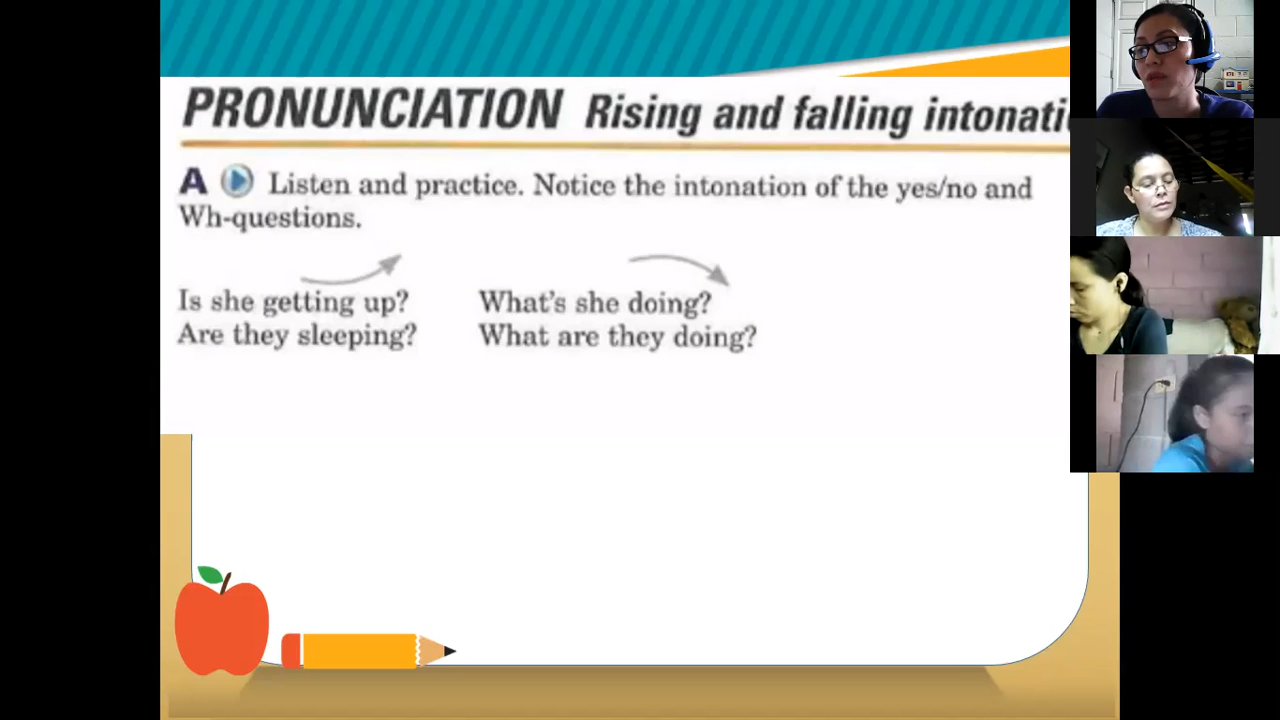 PRONUNCIATION Rising and falling intonati
A Listen and practice. Notice the intonation of the yes/no and
Wh-questions.
Is she getting up? What's she doing?
Are they sleeping? What are they doing?